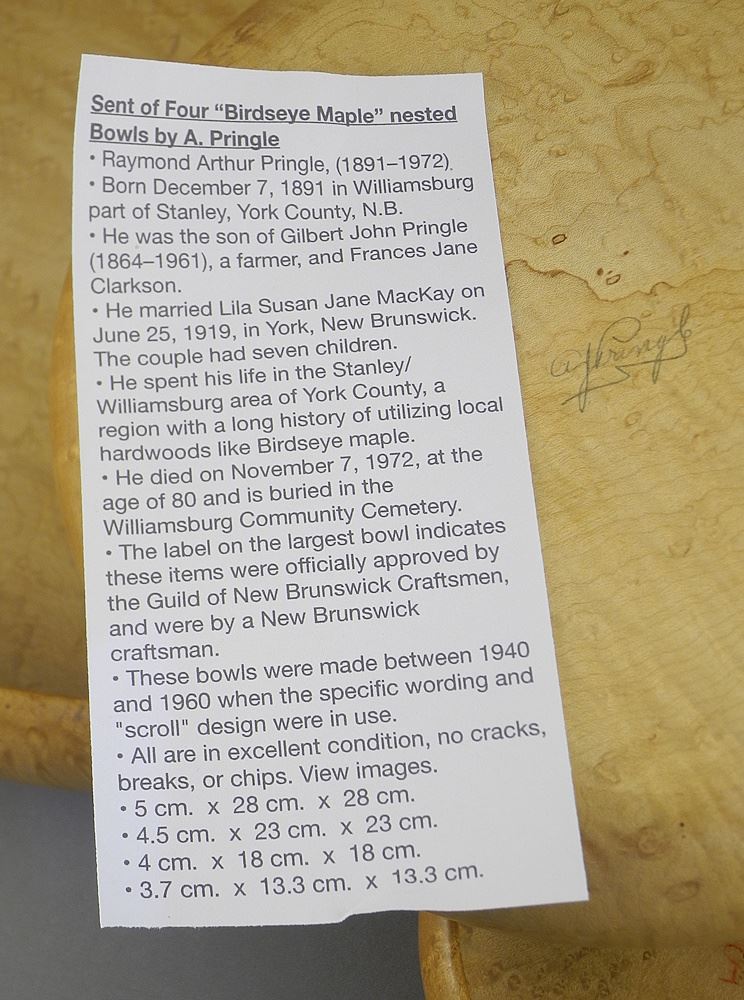 Sent of Four “Birdseye Maple” nested
Bowls by A. Pringle
• Raymond Arthur Pringle, (1891–1972).
• Born December 7, 1891 in Williamsburg
part of Stanley, York County, N.B.
• He was the son of Gilbert John Pringle
(1864–1961), a farmer, and Frances Jane
Clarkson.
• He married Lila Susan Jane MacKay on
June 25, 1919, in York, New Brunswick.
The couple had seven children.
• He spent his life in the Stanley/
Williamsburg area of York County, a
region with a long history of utilizing local
hardwoods like Birdseye maple.
• He died on November 7, 1972, at the
age of 80 and is buried in the
Williamsburg Community Cemetery.
• The label on the largest bowl indicates
these items were officially approved by
the Guild of New Brunswick Craftsmen,
and were by a New Brunswick
craftsman.
• These bowls were made between 1940
and 1960 when the specific wording and
"scroll" design were in use.
• All are in excellent condition, no cracks,
breaks, or chips. View images.
• 5 cm. x 28 cm. x 28 cm.
• 4.5 cm. x 23 cm. x 23 cm.
• 4 cm. x 18 cm. x 18 cm.
• 3.7 cm. x 13.3 cm. x 13.3 cm.
a Pringle